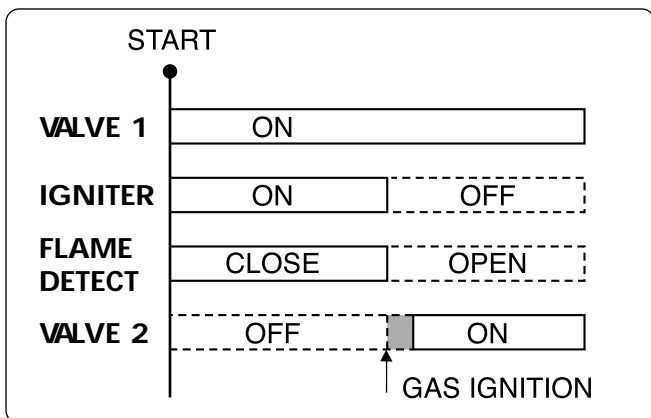 START
VALVE 1 ON
IGNITER ON OFF
FLAME
DETECT CLOSE OPEN
VALVE 2 OFF ON
GAS IGNITION